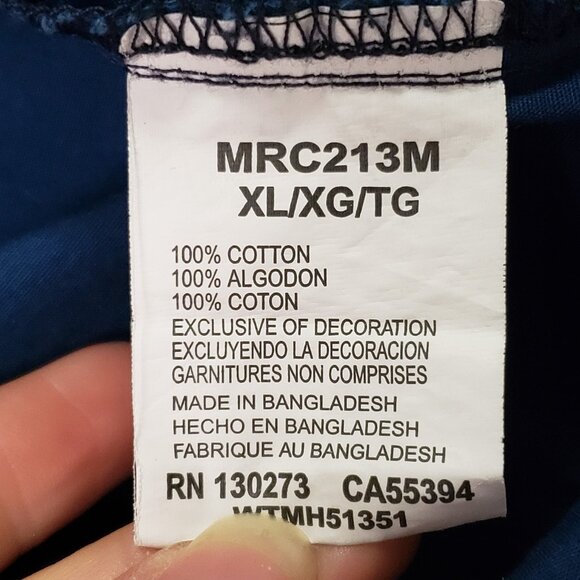 MRC213M
XL/XG/TG
100% COTTON
100% ALGODON
100% COTON
EXCLUSIVE OF DECORATION
EXCLUYENDO LA DECORACION
GARNITURES NON COMPRISES
MADE IN BANGLADESH
HECHO EN BANGLADESH
FABRIQUE AU BANGLADESH
RN 130273 CA55394
WTMH51351